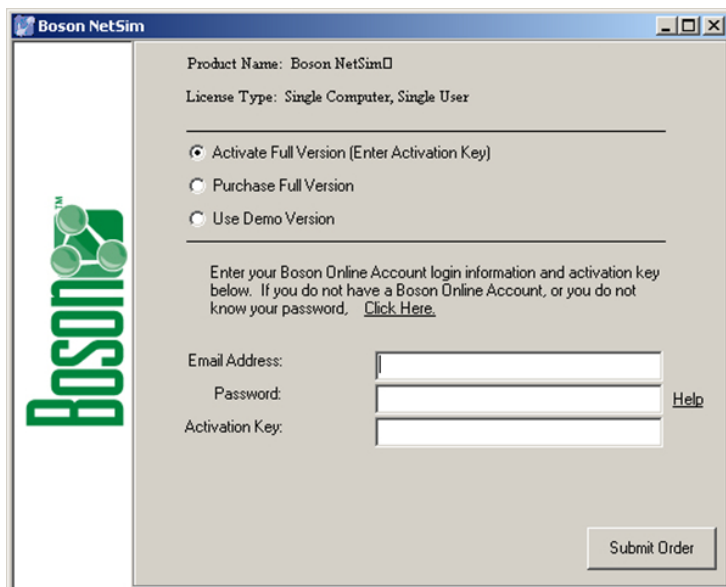 Boson NetSim
Product Name: Boson NetSim▯
License Type: Single Computer, Single User
Activate Full Version (Enter Activation Key)
Purchase Full Version
Use Demo Version
Enter your Boson Online Account login information and activation key
below. If you do not have a Boson Online Account, or you do not
know your password, Click Here.
Email Address:
Password:
Help
Activation Key:
Submit Order
Boson™